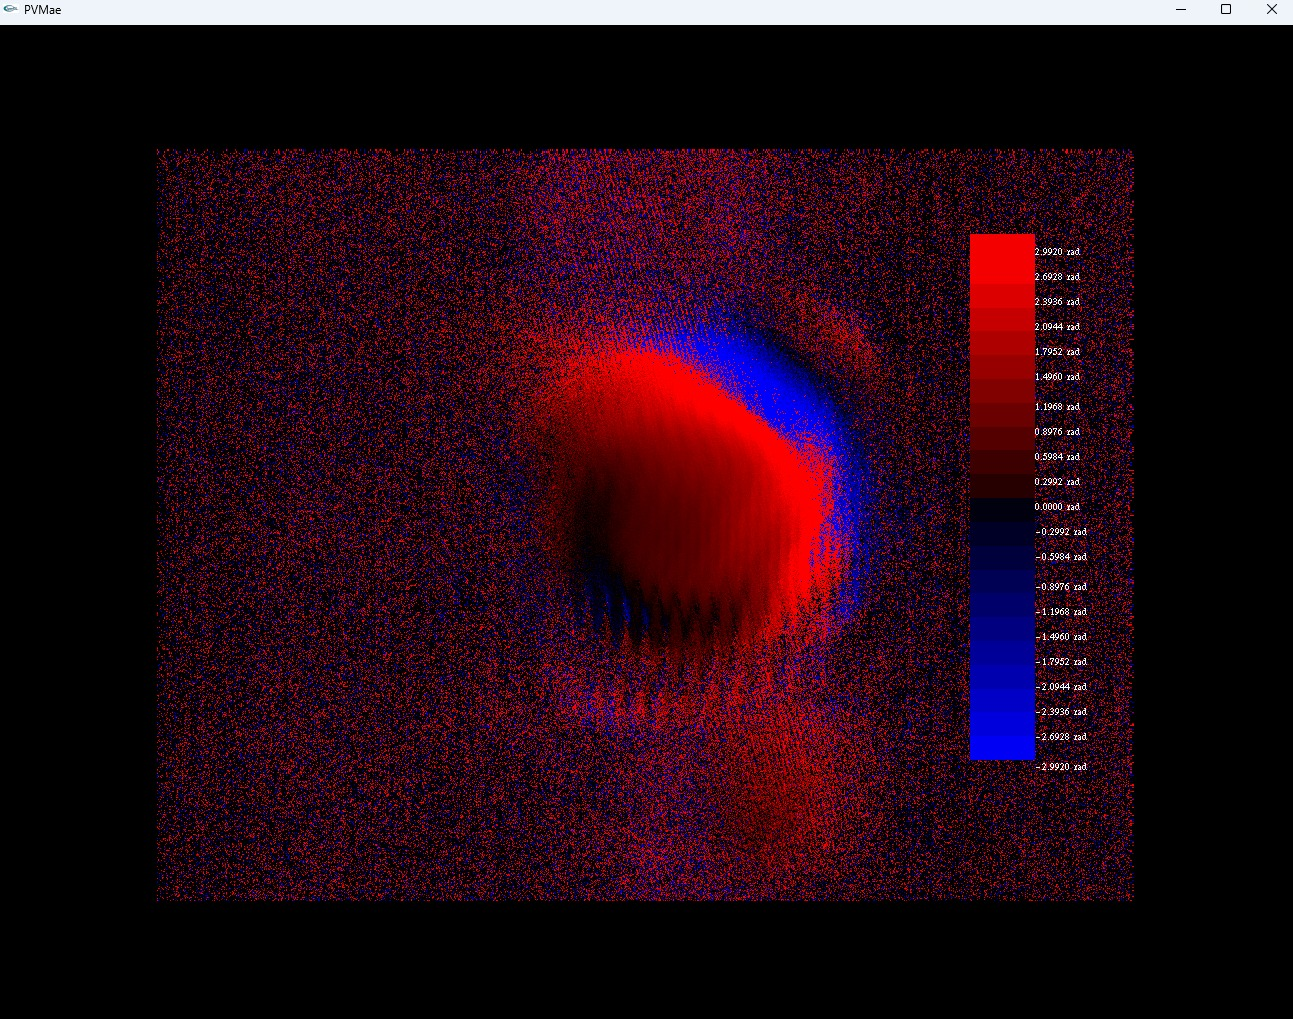 PVMae
2.9920 rad
2.6928 rad
2.3936 rad
2.0944 rad
1.7952 rad
1.4960 rad
1.1968 rad
0.8976 rad
0.5984 rad
0.2992 rad
0.0000 rad
-0.2992 rad
-0.5984 rad
-0.8976 rad
-1.1968 rad
-1.4960 rad
-1.7952 rad
-2.0944 rad
-2.3936 rad
-2.6928 rad
-2.9920 rad